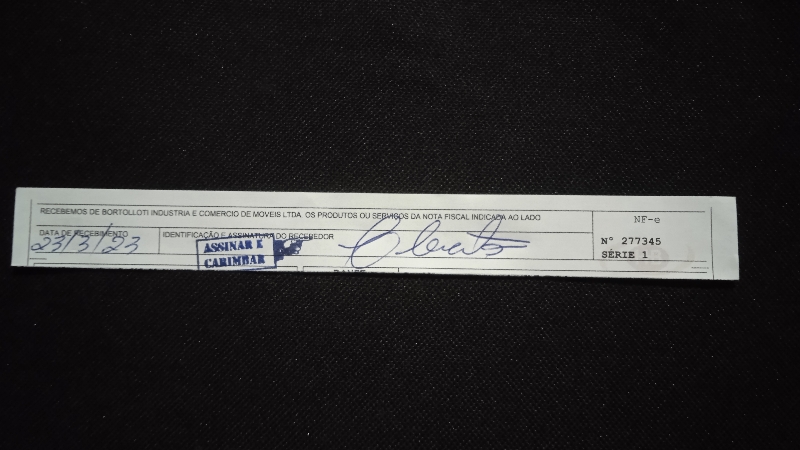 RECEBEMOS DE BORTOLLOTI INDUSTRIA E COMERCIO DE MOVEIS LTDA OS PRODUTOS OU SERVIÇOS DA NOTA FISCAL INDICADA AO LADO
NF-e
DATA DE RECEBIMENTO
IDENTIFICAÇÃO E ASSINATURA DO RECEBEDOR
23/3/23
ASSINAR E
CARIMBAR
Nº 277345
SÉRIE 1